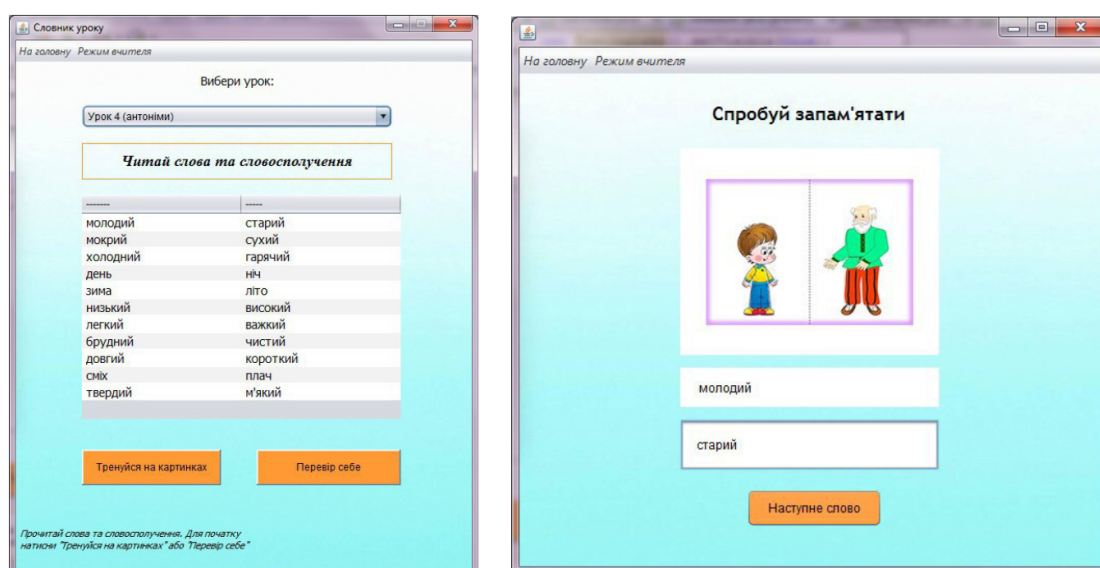 Словник уроку
На головну Режим вчителя
Вибери урок:
Урок 4 (антоніми)
Читай слова та словосполучення
------- -----
молодий старий
мокрий сухий
холодний гарячий
день ніч
зима літо
низький високий
легкий важкий
брудний чистий
довгий короткий
сміх плач
твердий м'який
Тренуйся на картинках Перевір себе
Прочитай слова та словосполучення. Для початку
натисни "Тренуйся на картинках" або "Перевір себе"
На головну Режим вчителя
Спробуй запам'ятати
молодий
старий
Наступне слово